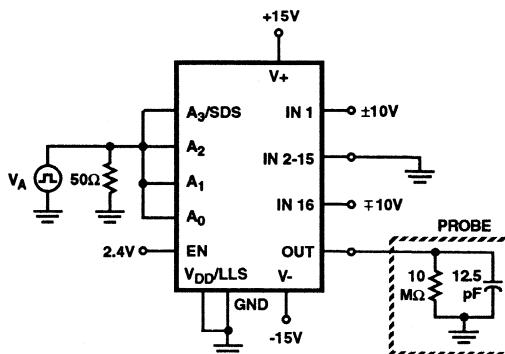 +15V
V+
A3/SDS
IN 1
±10V
A2
IN 2-15
VA
50Ω
A1
IN 16
∓10V
A0
PROBE
2.4V
EN
OUT
VDD/LLS
V-
10
MΩ
12.5
pF
GND
-15V